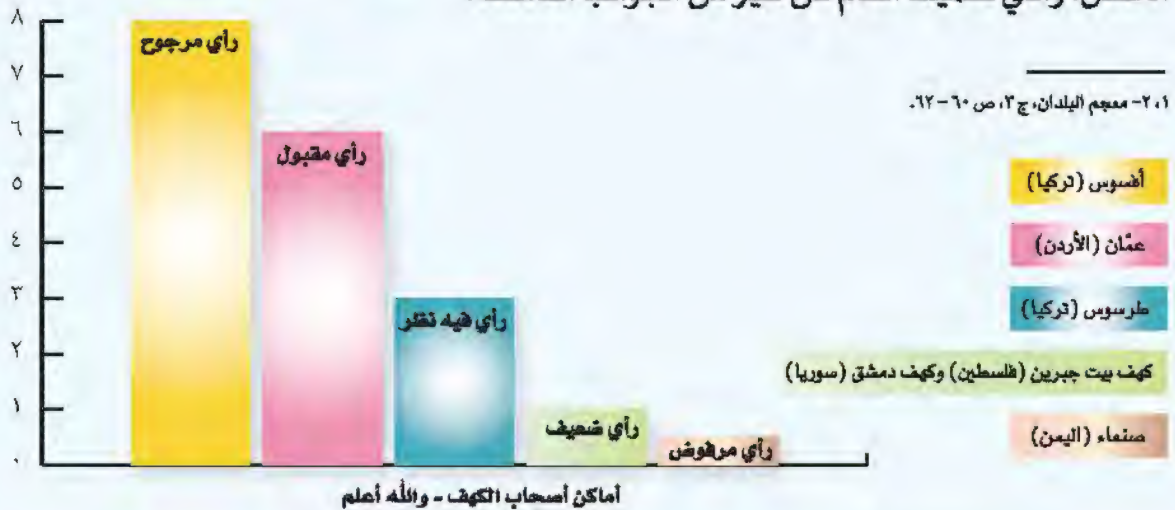 ٨
٧
٦
٥
٤
٣
٢
١
٠
رأي مرجوح
رأي مقبول
رأي فيه نظر
رأي ضعيف
رأي مرفوض
أماكن أصحاب الكهف - والله أعلم
١، ٢- معجم البلدان، ج ٣، ص ٦٠ - ٦٢.
أفسوس (تركيا)
عمّان (الأردن)
طرسوس (تركيا)
كهف بيت جبرين (فلسطين) وكهف دمشق (سوريا)
صنعاء (اليمن)